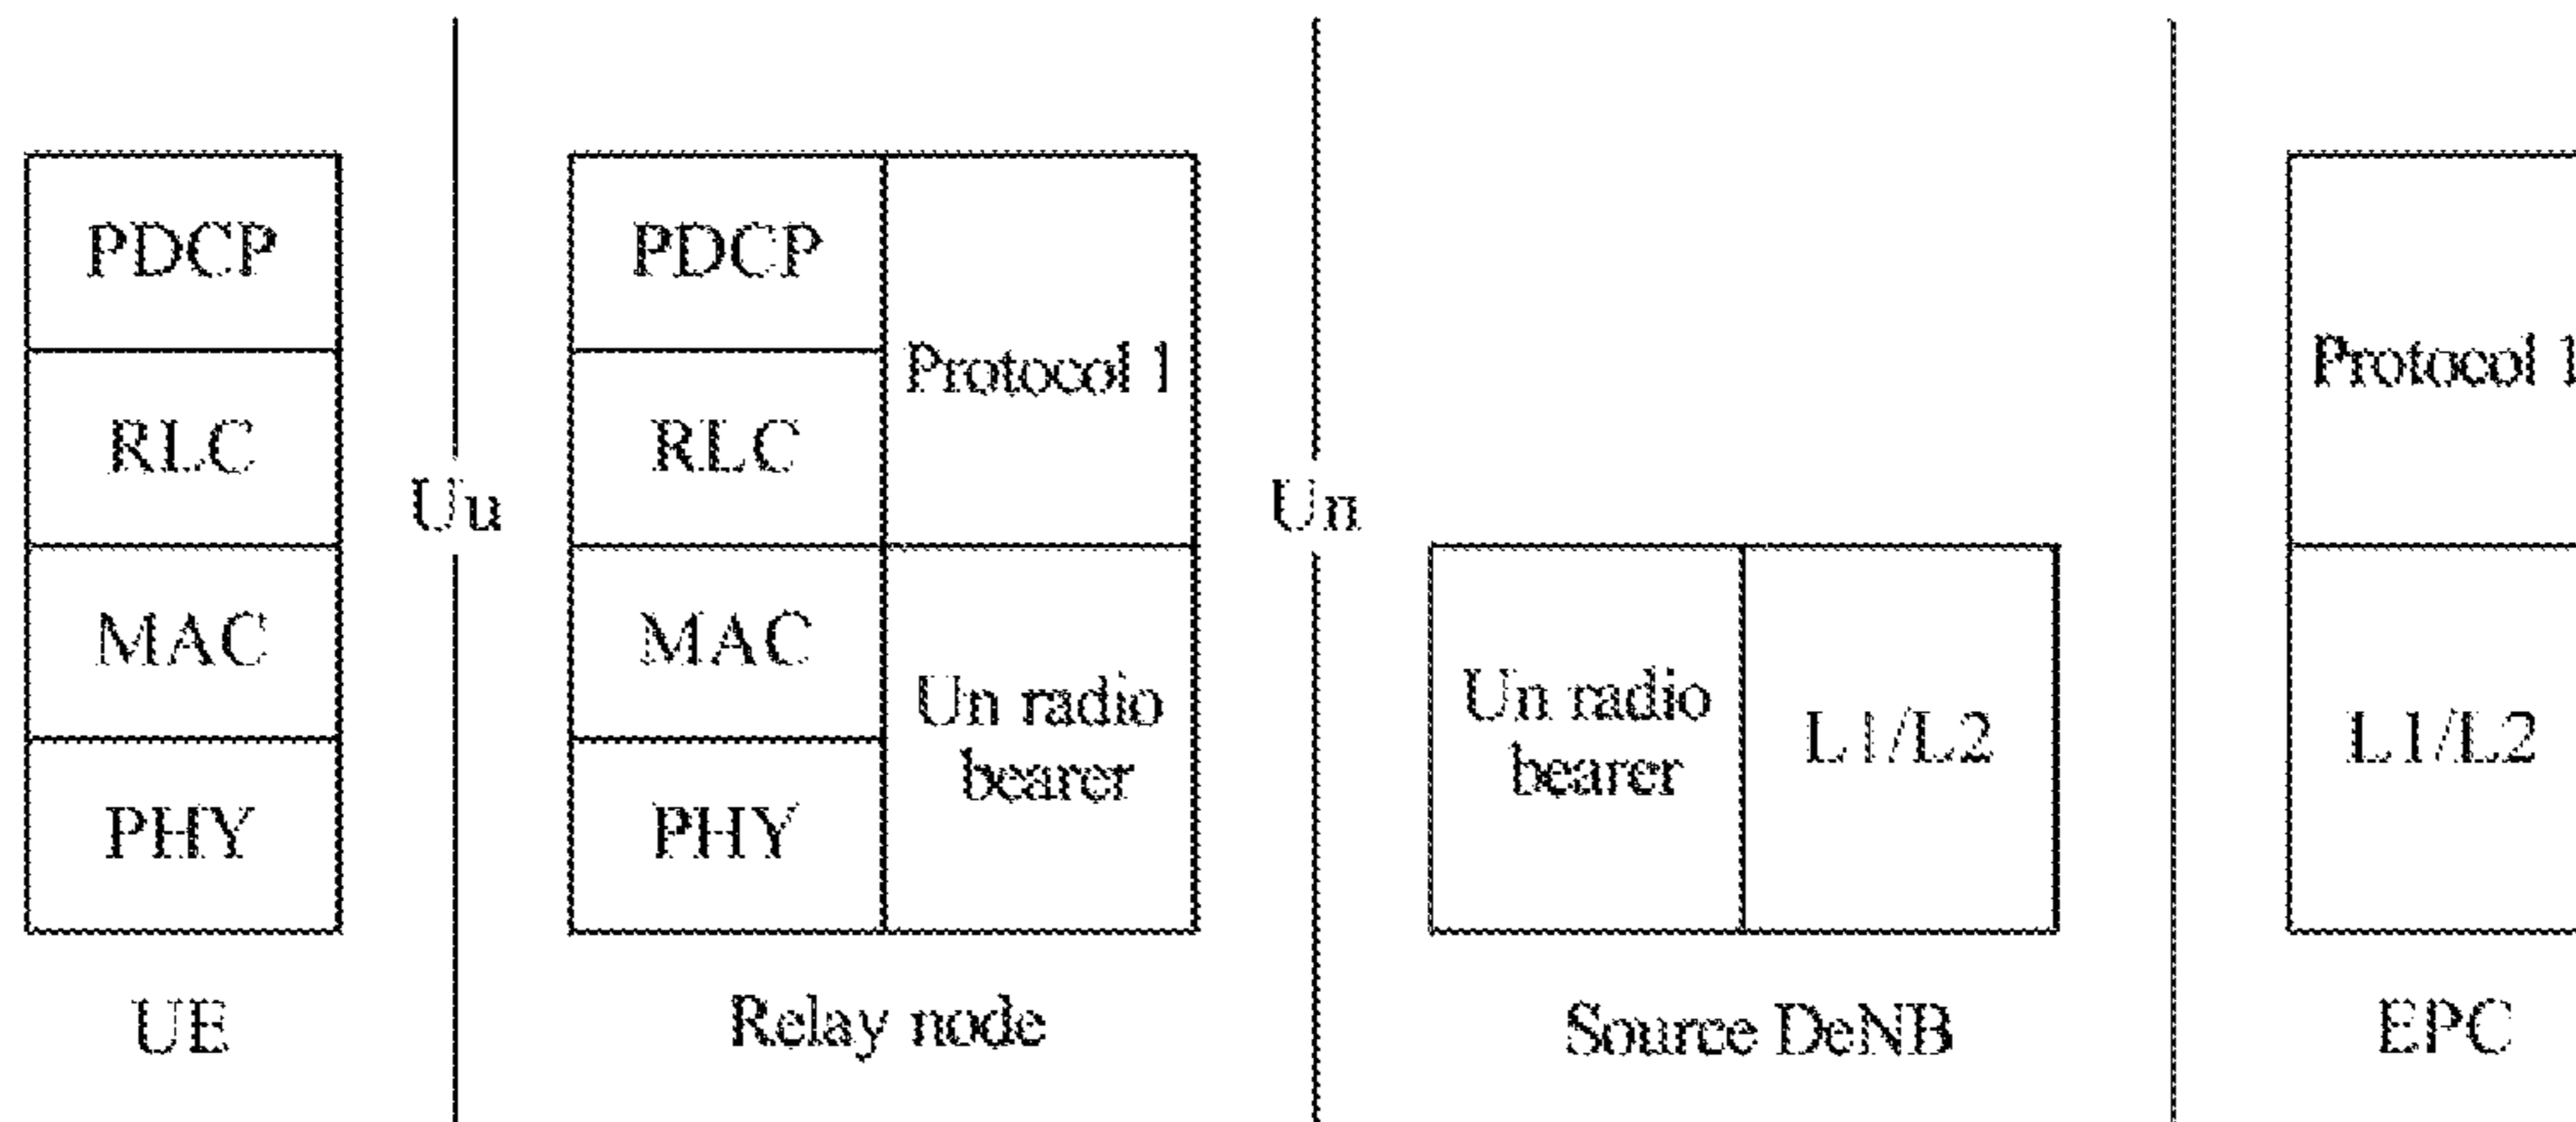 PDCP
RLC
MAC
PHY
UE
Uu
PDCP
RLC
MAC
PHY
Protocol 1
Un radio
bearer
Relay node
Un
Un radio
bearer
L1/L2
Source DeNB
Protocol 1
L1/L2
EPC